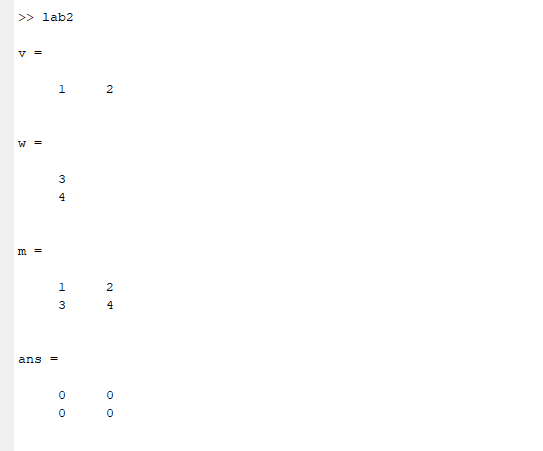 >> lab2
v =
1 2
w =
3
4
m =
1 2
3 4
ans =
0 0
0 0